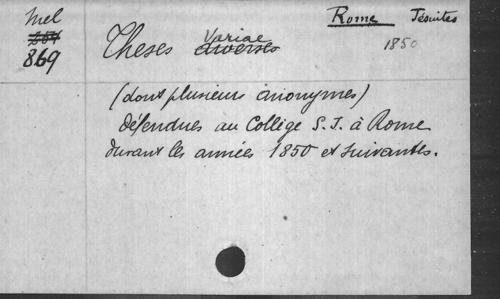 Mel
869
Rome Jésuites
1850
Theses Variae diverses
(dont plusieurs anonymes)
Défendues au Collège S.J. à Rome
durant les années 1850 et suivantes.